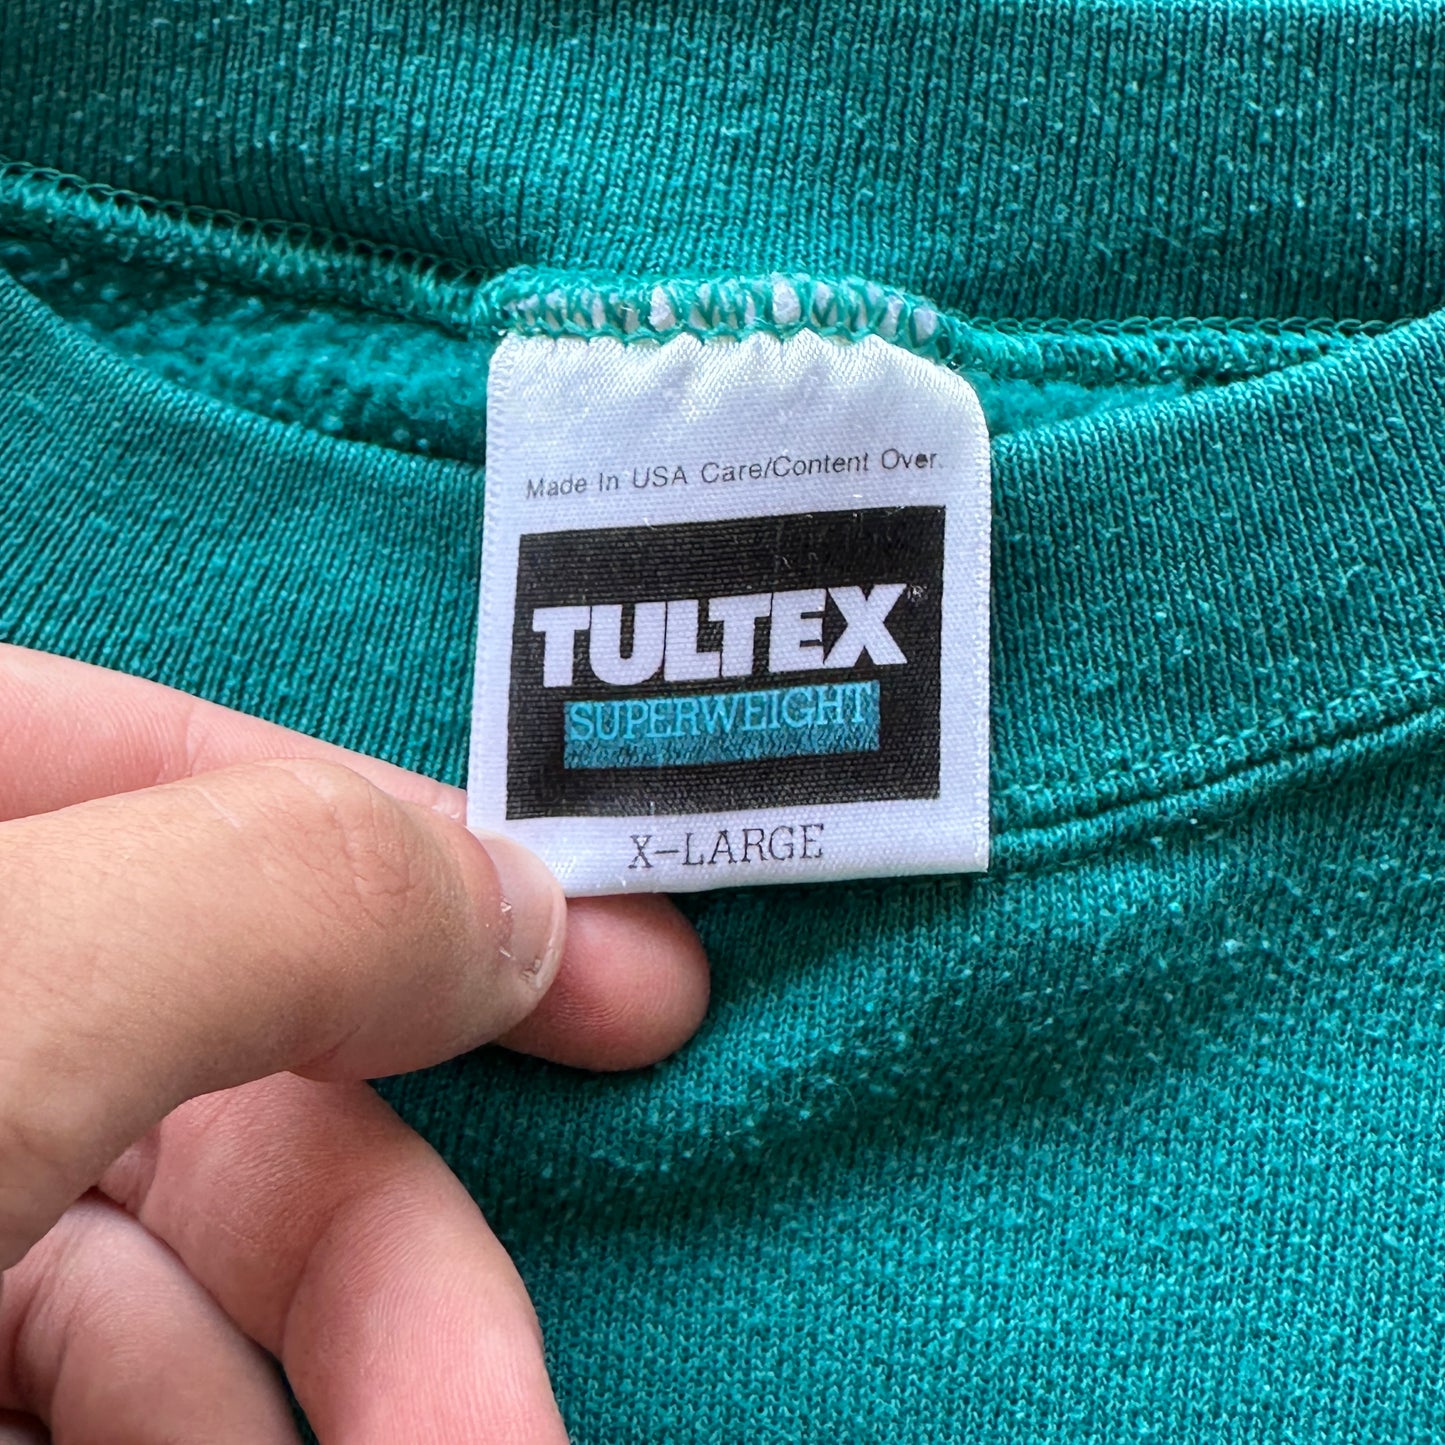 Made In USA Care/Content Over.
TULTEX
SUPERWEIGHT
X-LARGE